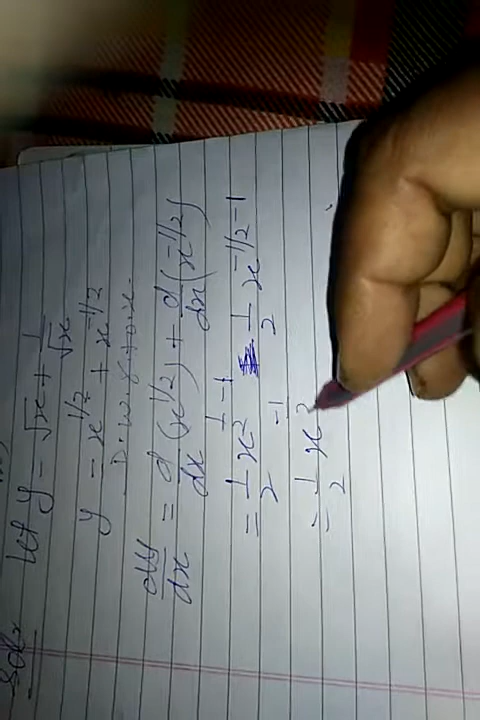 Sol:
Let y = √x + 1/√x
y = x^1/2 + x^-1/2
D. w. r. to x.
dy/dx = d/dx (x^1/2) + d/dx (x^-1/2)
= 1/2 x^1/2 - 1 - 1/2 x^-1/2 - 1
= 1/2 x^-1/2